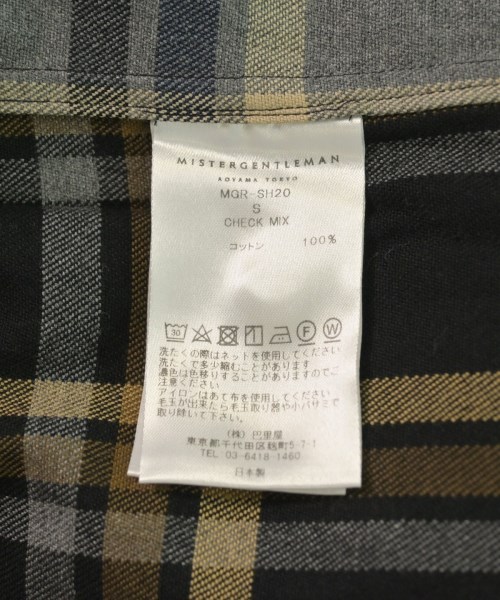 MISTERGENTLEMAN
AOYAMA TOKYO
MGR-SH20
S
CHECK MIX
コットン 100%
30 F W
洗たくの際はネットを使用してください
洗たくで多少縮むことがあります
濃色は色移りすることがありますのでご
注意ください
アイロンはあて布を使用してください
毛玉が出来たら毛玉取り器や小バサミで
取り除いて下さい。
(株) 巴里屋
東京都千代田区麹町5-7-1
TEL 03-6418-1460
日本製